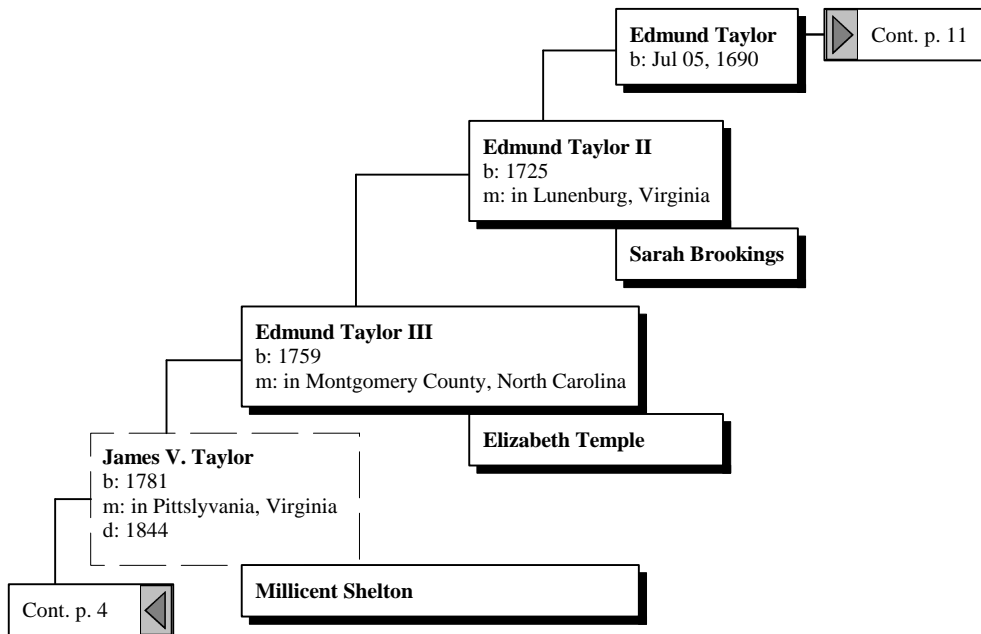 Edmund Taylor
b: Jul 05, 1690
Cont. p. 11
Edmund Taylor II
b: 1725
m: in Lunenburg, Virginia
Sarah Brookings
Edmund Taylor III
b: 1759
m: in Montgomery County, North Carolina
Elizabeth Temple
James V. Taylor
b: 1781
m: in Pittslyvania, Virginia
d: 1844
Millicent Shelton
Cont. p. 4